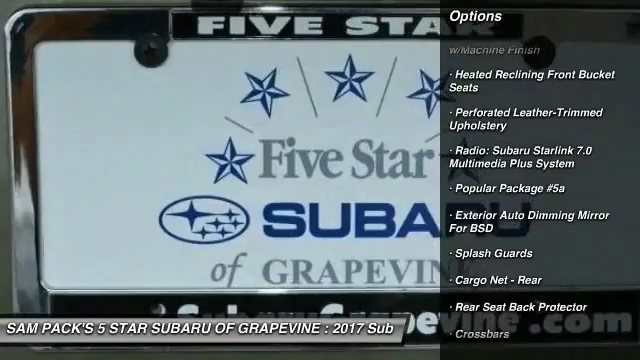 FIVE STAR
Five Star
SUBARU
of GRAPEVINE
SubaruGrapevine.com
Options
w/Machine Finish
· Heated Reclining Front Bucket
Seats
· Perforated Leather-Trimmed
Upholstery
· Radio: Subaru Starlink 7.0
Multimedia Plus System
· Popular Package #5a
· Exterior Auto Dimming Mirror
For BSD
· Splash Guards
· Cargo Net - Rear
· Rear Seat Back Protector
· Crossbars
SAM PACK'S 5 STAR SUBARU OF GRAPEVINE : 2017 Sub